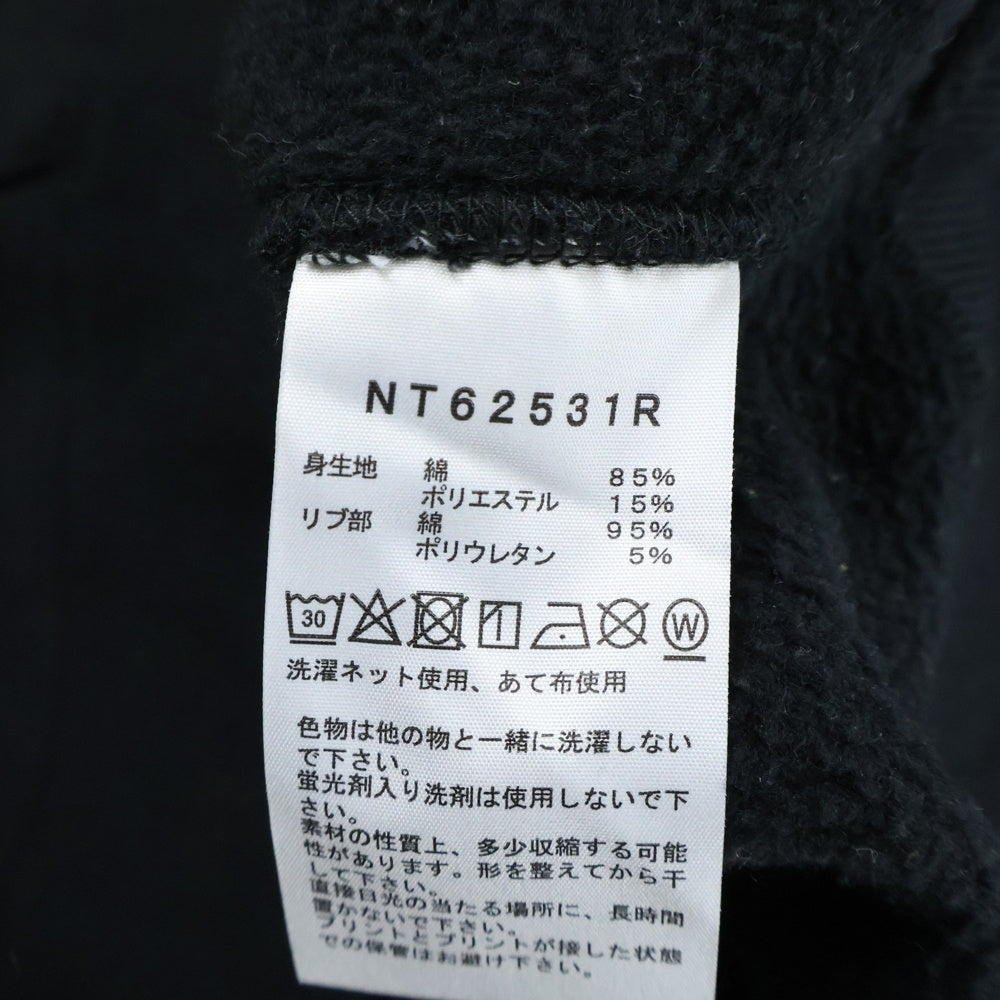 NT62531R
身生地 綿 85%
ポリエステル 15%
リブ部 綿 95%
ポリウレタン 5%
30 W
洗濯ネット使用、あて布使用
色物は他の物と一緒に洗濯しない
で下さい。
蛍光剤入り洗剤は使用しないで下
さい。
素材の性質上、多少収縮する可能
性があります。形を整えてから干
して下さい。
直接日光の当たる場所に、長時間
置かないで下さい。
プリントとプリントが接した状態
での保管はお避け下さい。